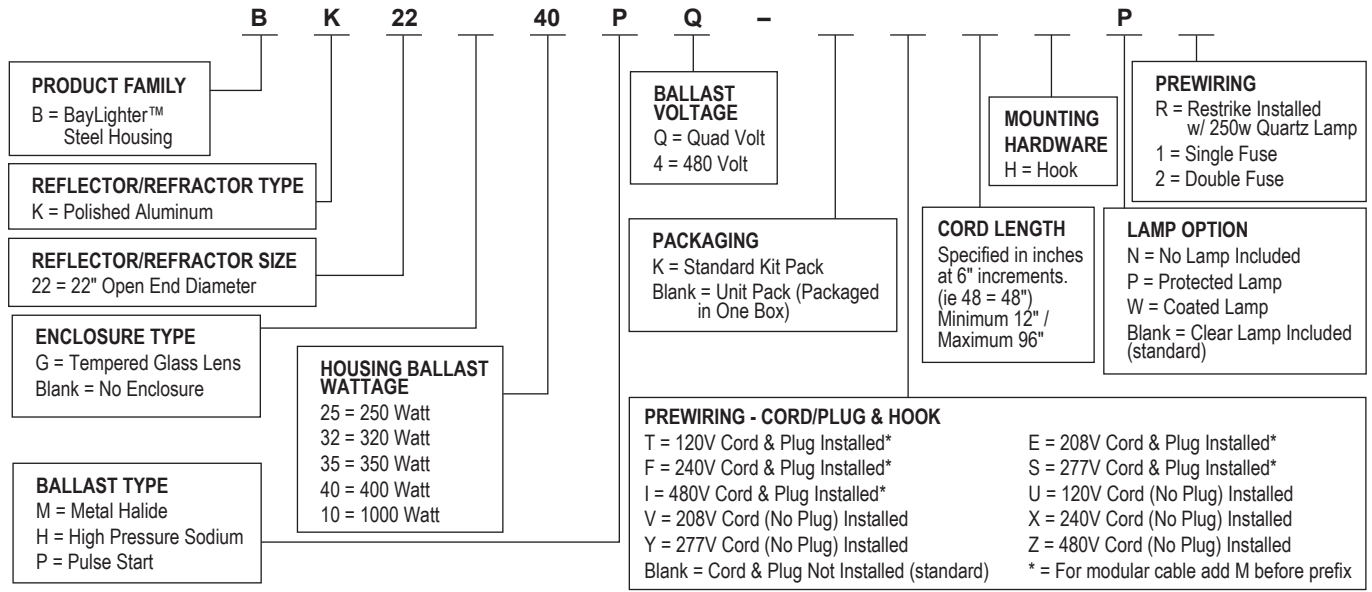 B K 22 40 P Q – P
PRODUCT FAMILY
B = BayLighter™
Steel Housing
REFLECTOR/REFRACTOR TYPE
K = Polished Aluminum
REFLECTOR/REFRACTOR SIZE
22 = 22" Open End Diameter
ENCLOSURE TYPE
G = Tempered Glass Lens
Blank = No Enclosure
HOUSING BALLAST
WATTAGE
25 = 250 Watt
32 = 320 Watt
35 = 350 Watt
40 = 400 Watt
10 = 1000 Watt
BALLAST TYPE
M = Metal Halide
H = High Pressure Sodium
P = Pulse Start
BALLAST
VOLTAGE
Q = Quad Volt
4 = 480 Volt
PACKAGING
K = Standard Kit Pack
Blank = Unit Pack (Packaged
in One Box)
PREWIRING - CORD/PLUG & HOOK
T = 120V Cord & Plug Installed*
F = 240V Cord & Plug Installed*
I = 480V Cord & Plug Installed*
V = 208V Cord (No Plug) Installed
Y = 277V Cord (No Plug) Installed
Blank = Cord & Plug Not Installed (standard)
E = 208V Cord & Plug Installed*
S = 277V Cord & Plug Installed*
U = 120V Cord (No Plug) Installed
X = 240V Cord (No Plug) Installed
Z = 480V Cord (No Plug) Installed
* = For modular cable add M before prefix
CORD LENGTH
Specified in inches
at 6" increments.
(ie 48 = 48")
Minimum 12" /
Maximum 96"
MOUNTING
HARDWARE
H = Hook
LAMP OPTION
N = No Lamp Included
P = Protected Lamp
W = Coated Lamp
Blank = Clear Lamp Included
(standard)
PREWIRING
R = Restrike Installed
w/ 250w Quartz Lamp
1 = Single Fuse
2 = Double Fuse